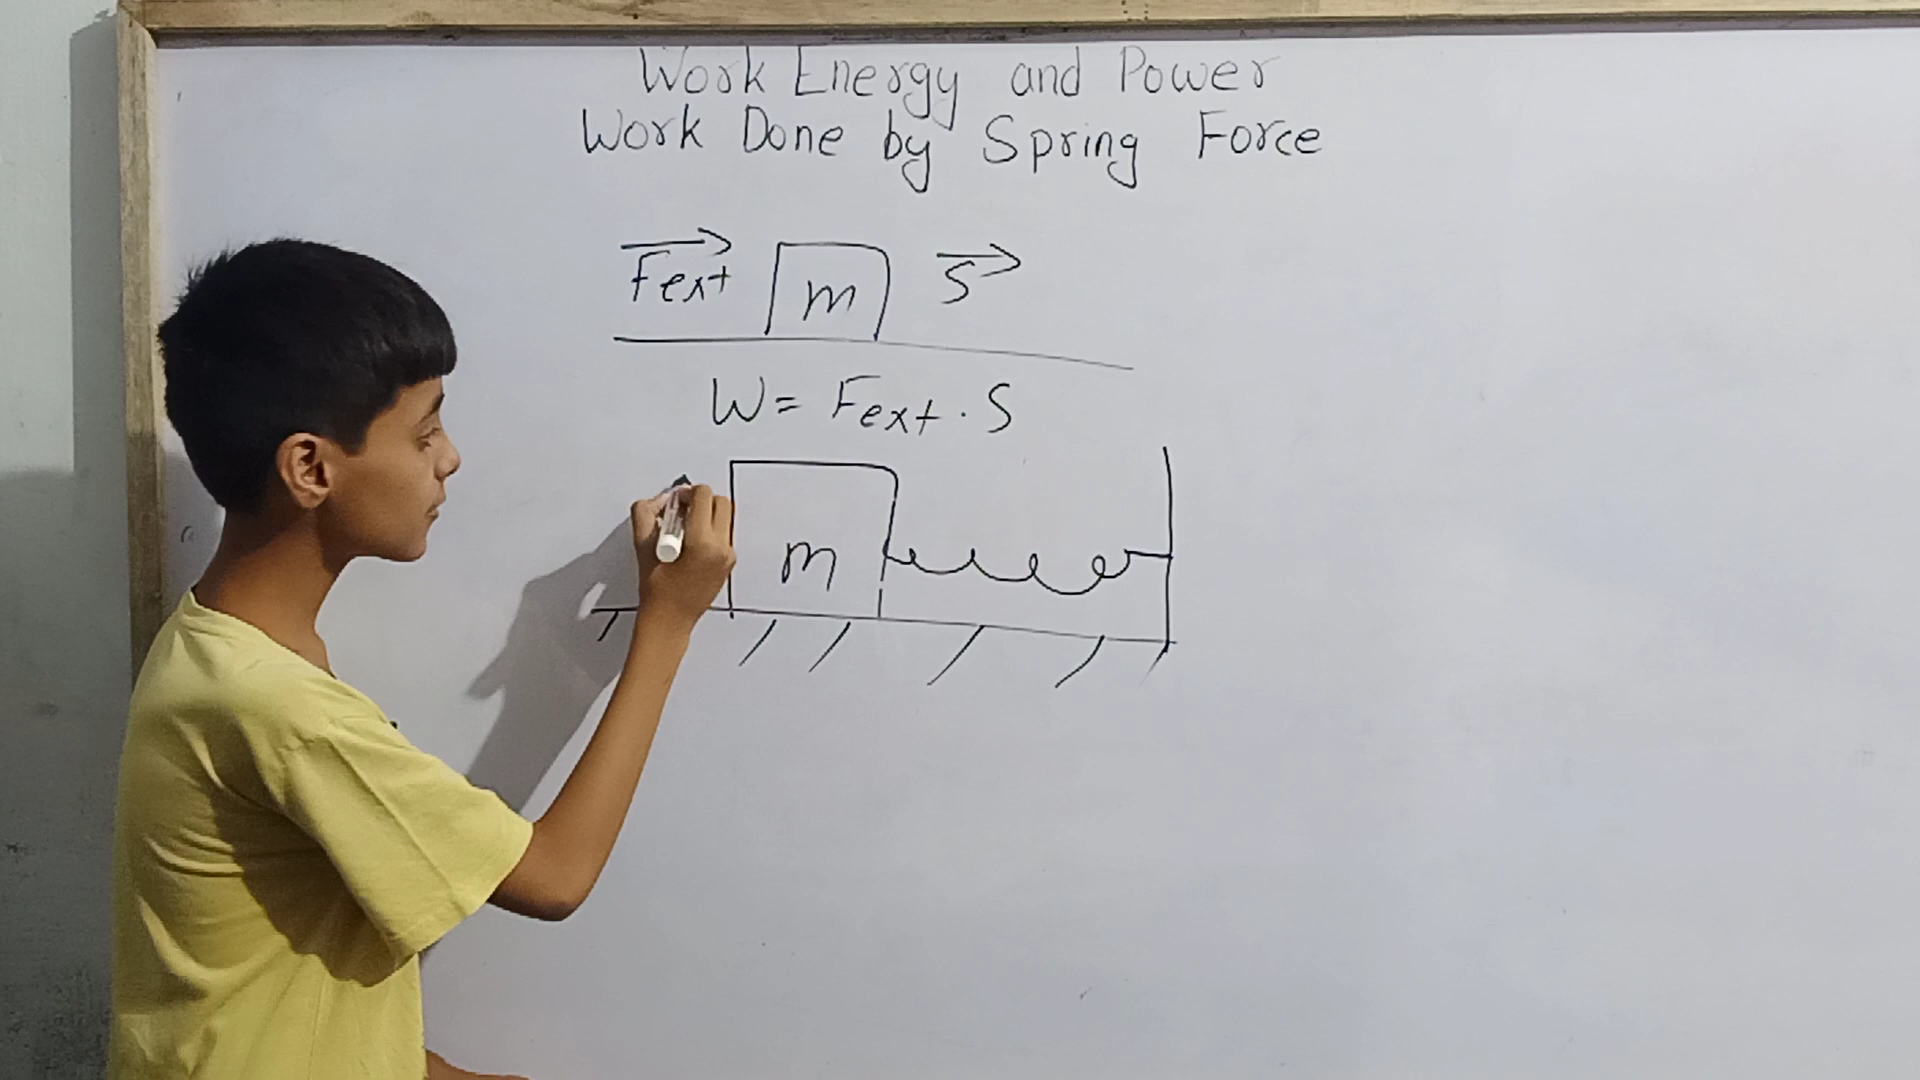 Work Energy and Power
Work Done by Spring Force
Fext m S
W = Fext . S
m